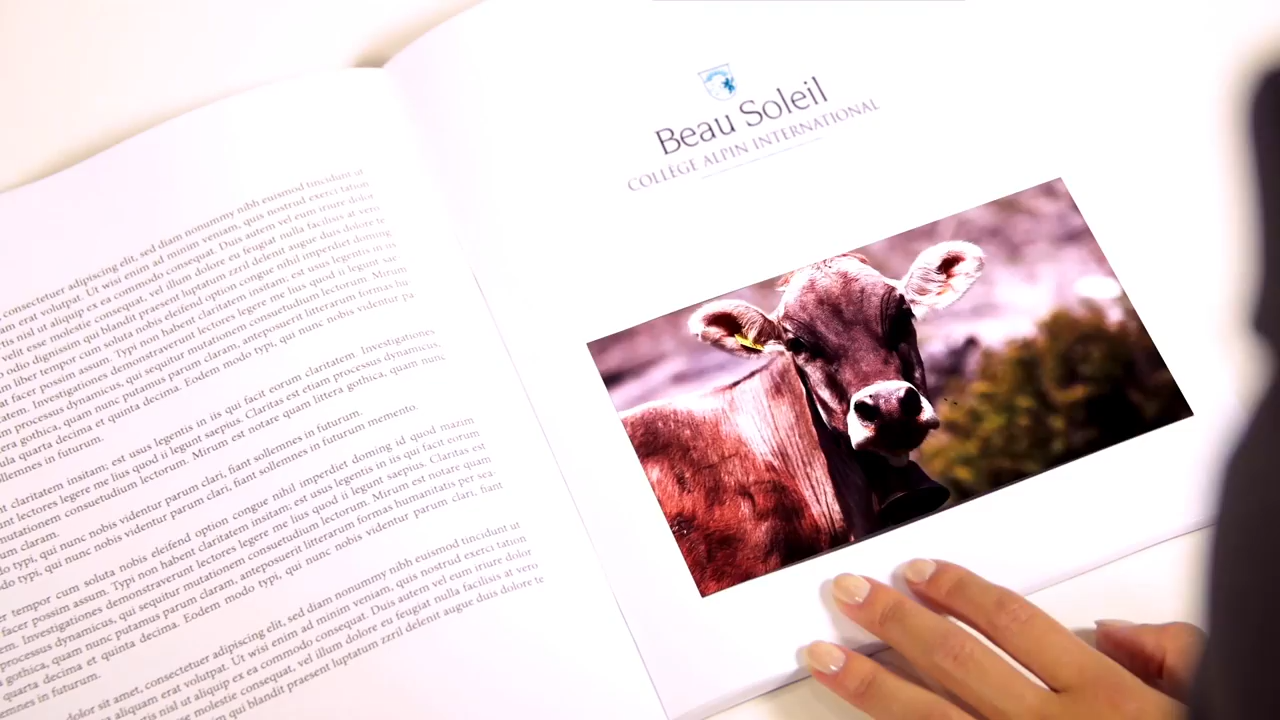 consectetuer adipiscing elit, sed diam nonummy nibh euismod tincidunt ut
erat volutpat. Ut wisi enim ad minim veniam, quis nostrud exerci tation
nisl ut aliquip ex ea commodo consequat. Duis autem vel eum iriure dolor
velit esse molestie consequat, vel illum dolore eu feugiat nulla facilisis at vero
odio dignissim qui blandit praesent luptatum zzril delenit augue duis dolore te
liber tempor cum soluta nobis eleifend option congue nihil imperdiet doming
facer possim assum. Typi non habent claritatem insitam; est usus legentis in iis
Investigationes demonstraverunt lectores legere me lius quod ii legunt sae-
processus dynamicus, qui sequitur mutationem consuetudium lectorum. Mirum
gothica, quam nunc putamus parum claram, anteposuerit litterarum formas hu
quarta decima et quinta decima. Eodem modo typi, qui nunc nobis videntur pa
sollemnes in futurum.
claritatem insitam; est usus legentis in iis qui facit eorum claritatem. Investigationes
lectores legere me lius quod ii legunt saepius. Claritas est etiam processus dynamicus,
mutationem consuetudium lectorum. Mirum est notare quam littera gothica, quam nunc
claram.
typi, qui nunc nobis videntur parum clari, fiant sollemnes in futurum.
typi, qui nunc nobis videntur parum clari, fiant sollemnes in futurum memento.
tempor cum soluta nobis eleifend option congue nihil imperdiet doming id quod mazim
facer possim assum. Typi non habent claritatem insitam; est usus legentis in iis qui facit eorum
Investigationes demonstraverunt lectores legere me lius quod ii legunt saepius. Claritas est
processus dynamicus, qui sequitur mutationem consuetudium lectorum. Mirum est notare quam
gothica, quam nunc putamus parum claram, anteposuerit litterarum formas humanitatis per sea-
quarta decima et quinta decima. Eodem modo typi, qui nunc nobis videntur parum clari, fiant
in futurum.
dolor sit amet, consectetuer adipiscing elit, sed diam nonummy nibh euismod tincidunt ut
aliquam erat volutpat. Ut wisi enim ad minim veniam, quis nostrud exerci tation
nisl ut aliquip ex ea commodo consequat. Duis autem vel eum iriure dolor
molestie consequat, vel illum dolore eu feugiat nulla facilisis at vero
qui blandit praesent luptatum zzril delenit augue duis dolore te
Beau Soleil
COLLÈGE ALPIN INTERNATIONAL